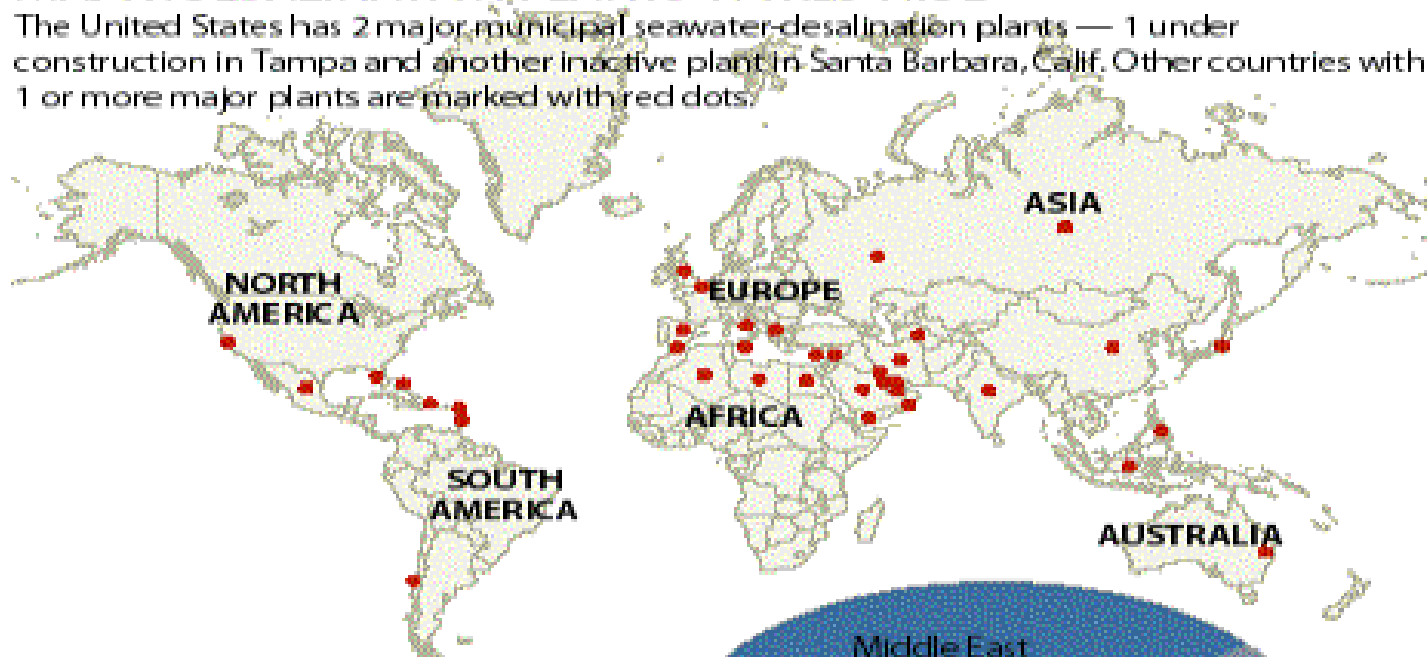 The United States has 2 major municipal seawater-desalination plants — 1 under
construction in Tampa and another inactive plant in Santa Barbara, Calif. Other countries with
1 or more major plants are marked with red dots.
ASIA
NORTH
AMERICA
EUROPE
AFRICA
SOUTH
AMERICA
AUSTRALIA
Middle East